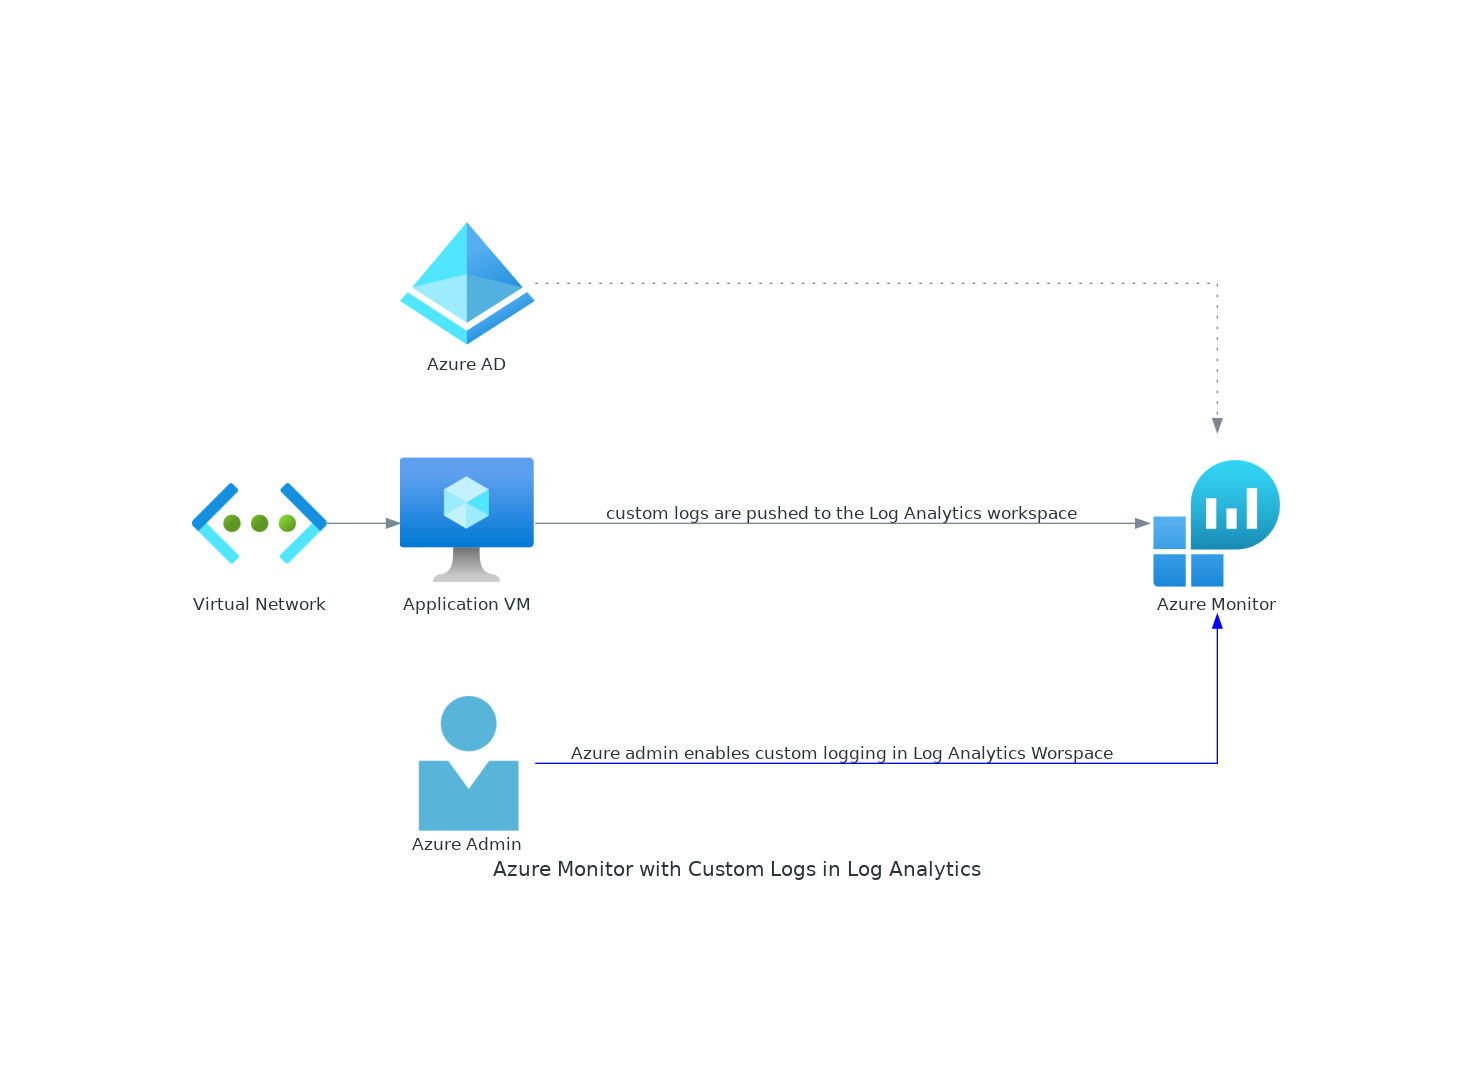 Azure AD
custom logs are pushed to the Log Analytics workspace
Virtual Network
Application VM
Azure Monitor
Azure admin enables custom logging in Log Analytics Worspace
Azure Admin
Azure Monitor with Custom Logs in Log Analytics